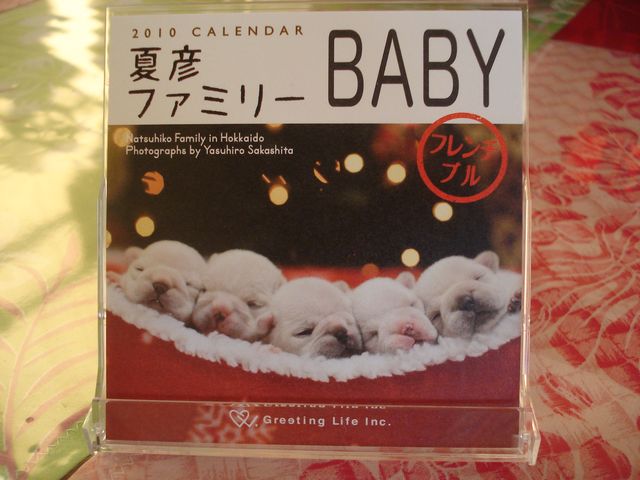 2010 CALENDAR
夏彦
ファミリー
BABY
Natsuhiko Family in Hokkaido
Photographs by Yasuhiro Sakashita
フレンチ
ブル
Greeting Life Inc.